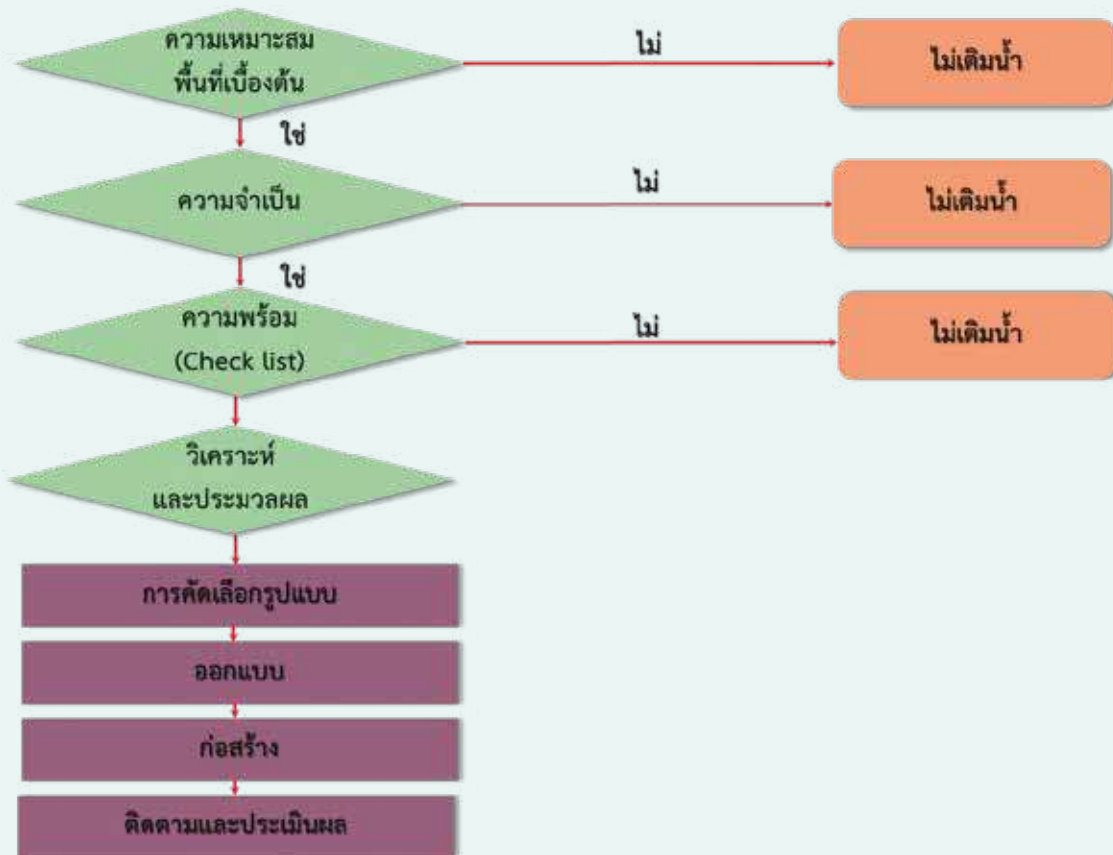 ความเหมาะสม
พื้นที่เบื้องต้น
ไม่
ไม่เติมน้ำ
ใช่
ความจำเป็น
ไม่
ไม่เติมน้ำ
ใช่
ความพร้อม
(Check list)
ไม่
ไม่เติมน้ำ
วิเคราะห์
และประมวลผล
การคัดเลือกรูปแบบ
ออกแบบ
ก่อสร้าง
ติดตามและประเมินผล